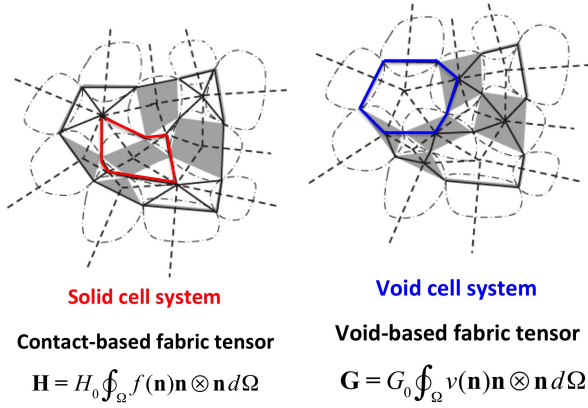 Solid cell system
Contact-based fabric tensor
𝐇 = H₀∮_Ω f(𝐧)𝐧 ⊗ 𝐧 dΩ
Void cell system
Void-based fabric tensor
𝐆 = G₀∮_Ω v(𝐧)𝐧 ⊗ 𝐧 dΩ